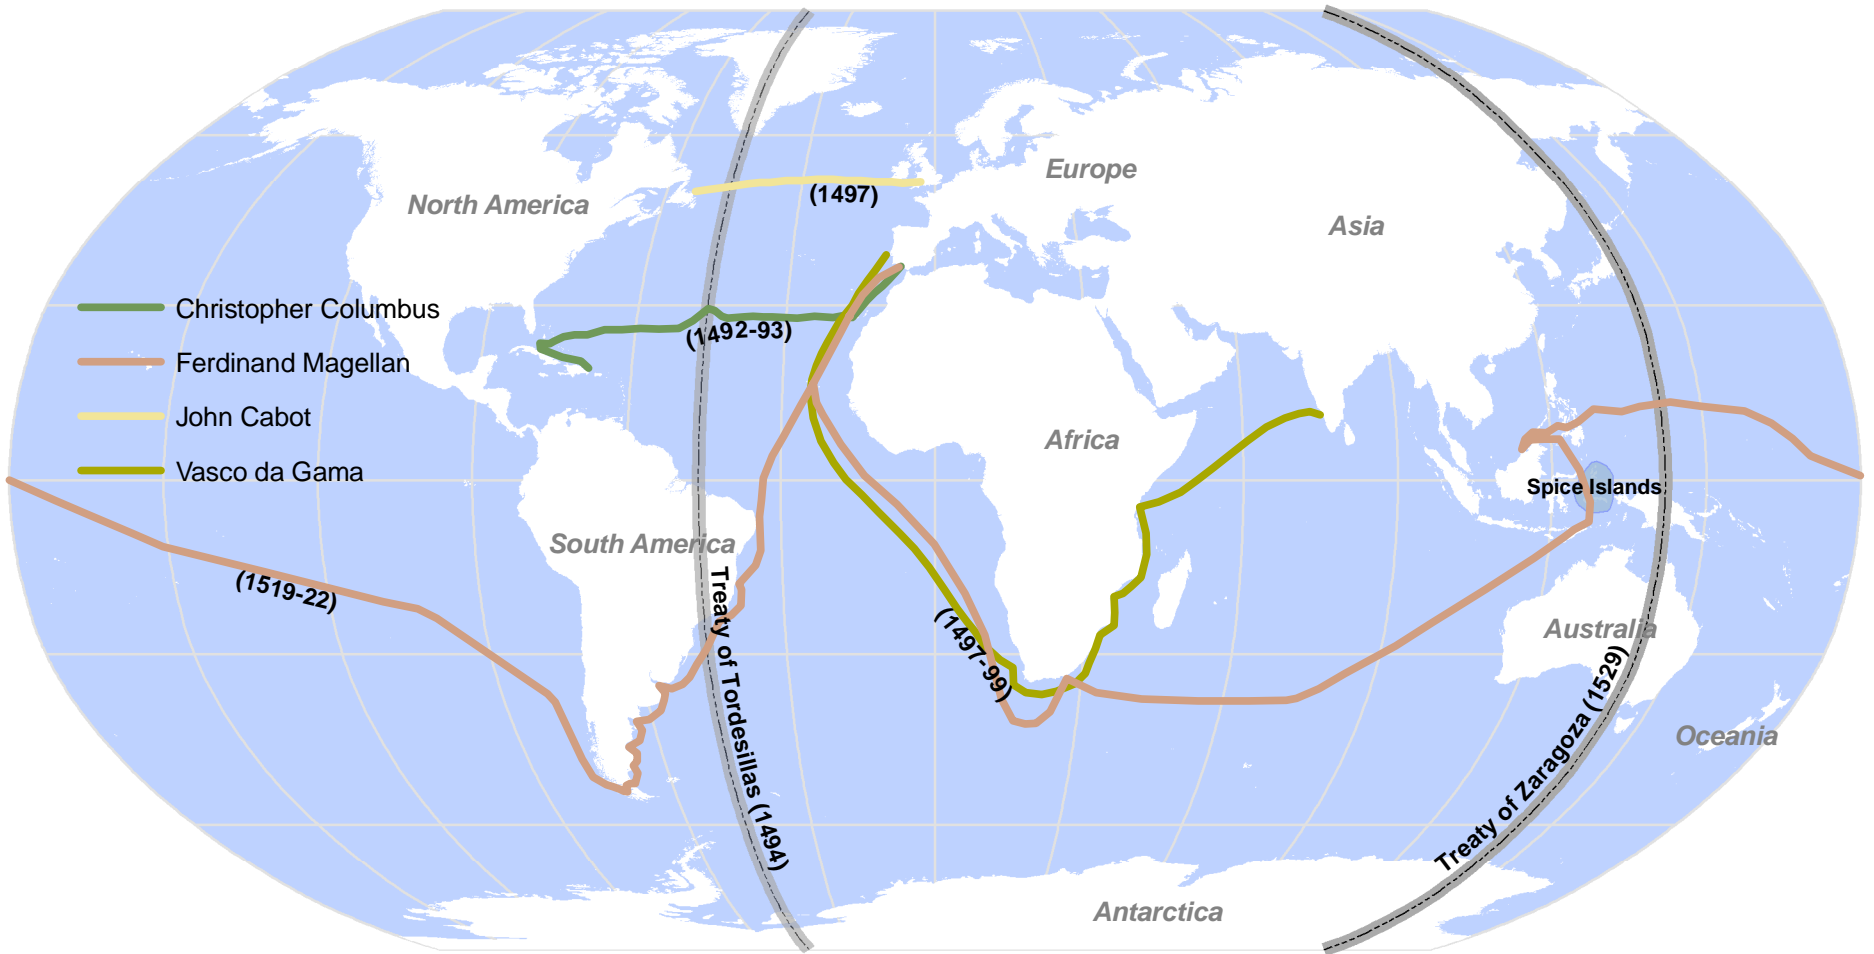 Europe
(1497)
North America
Asia
Christopher Columbus
(1492-93)
Ferdinand Magellan
John Cabot
Africa
Vasco da Gama
Spice Islands
South America
(1519-22)
Treaty of Tordesillas (1494)
(1497-99)
Australia
Treaty of Zaragoza (1529)
Oceania
Antarctica